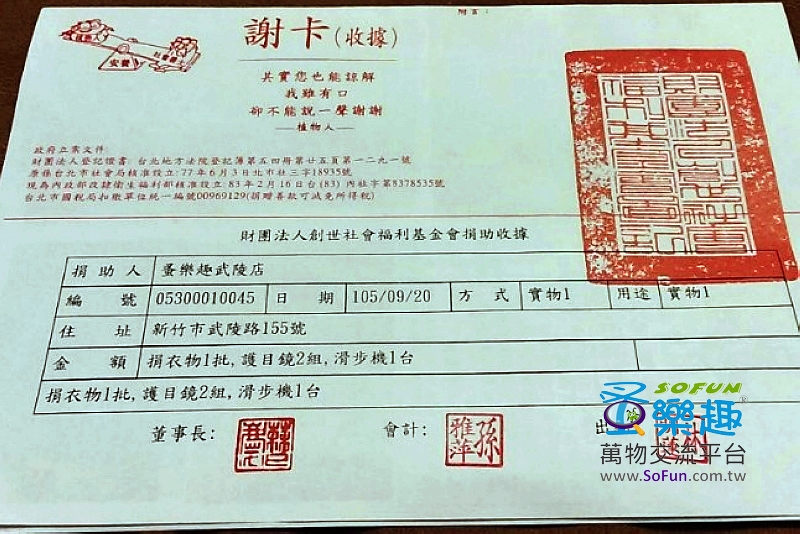 附言：
謝卡(收據)
其實您也能諒解
我雖有口
卻不能說一聲謝謝
——植物人——
安養
政府立案文件:
財團法人登記證書: 台北地方法院登記簿第五四冊第廿五頁第一二九一號
原錄台北市社會局核准設立:77年6月3日北市社三字18935號
現為內政部改隸衛生福利部核准設立:83年2月16日台(83)內社字第8378535號
台北市國稅局扣繳單位統一編號00969129(捐贈善款可減免所得稅)
財團法人創世社會福利基金會捐助收據
捐助人 蚤樂趣武陵店
編號 05300010045 日期 105/09/20 方式 實物1 用途 實物1
住址 新竹市武陵路155號
金額 捐衣物1批,護目鏡2組,滑步機1台
捐衣物1批,護目鏡2組,滑步機1台
董事長: 會計: 孫雅萍 出
SOFUN
蚤樂趣®
萬物交流平台
www.SoFun.com.tw